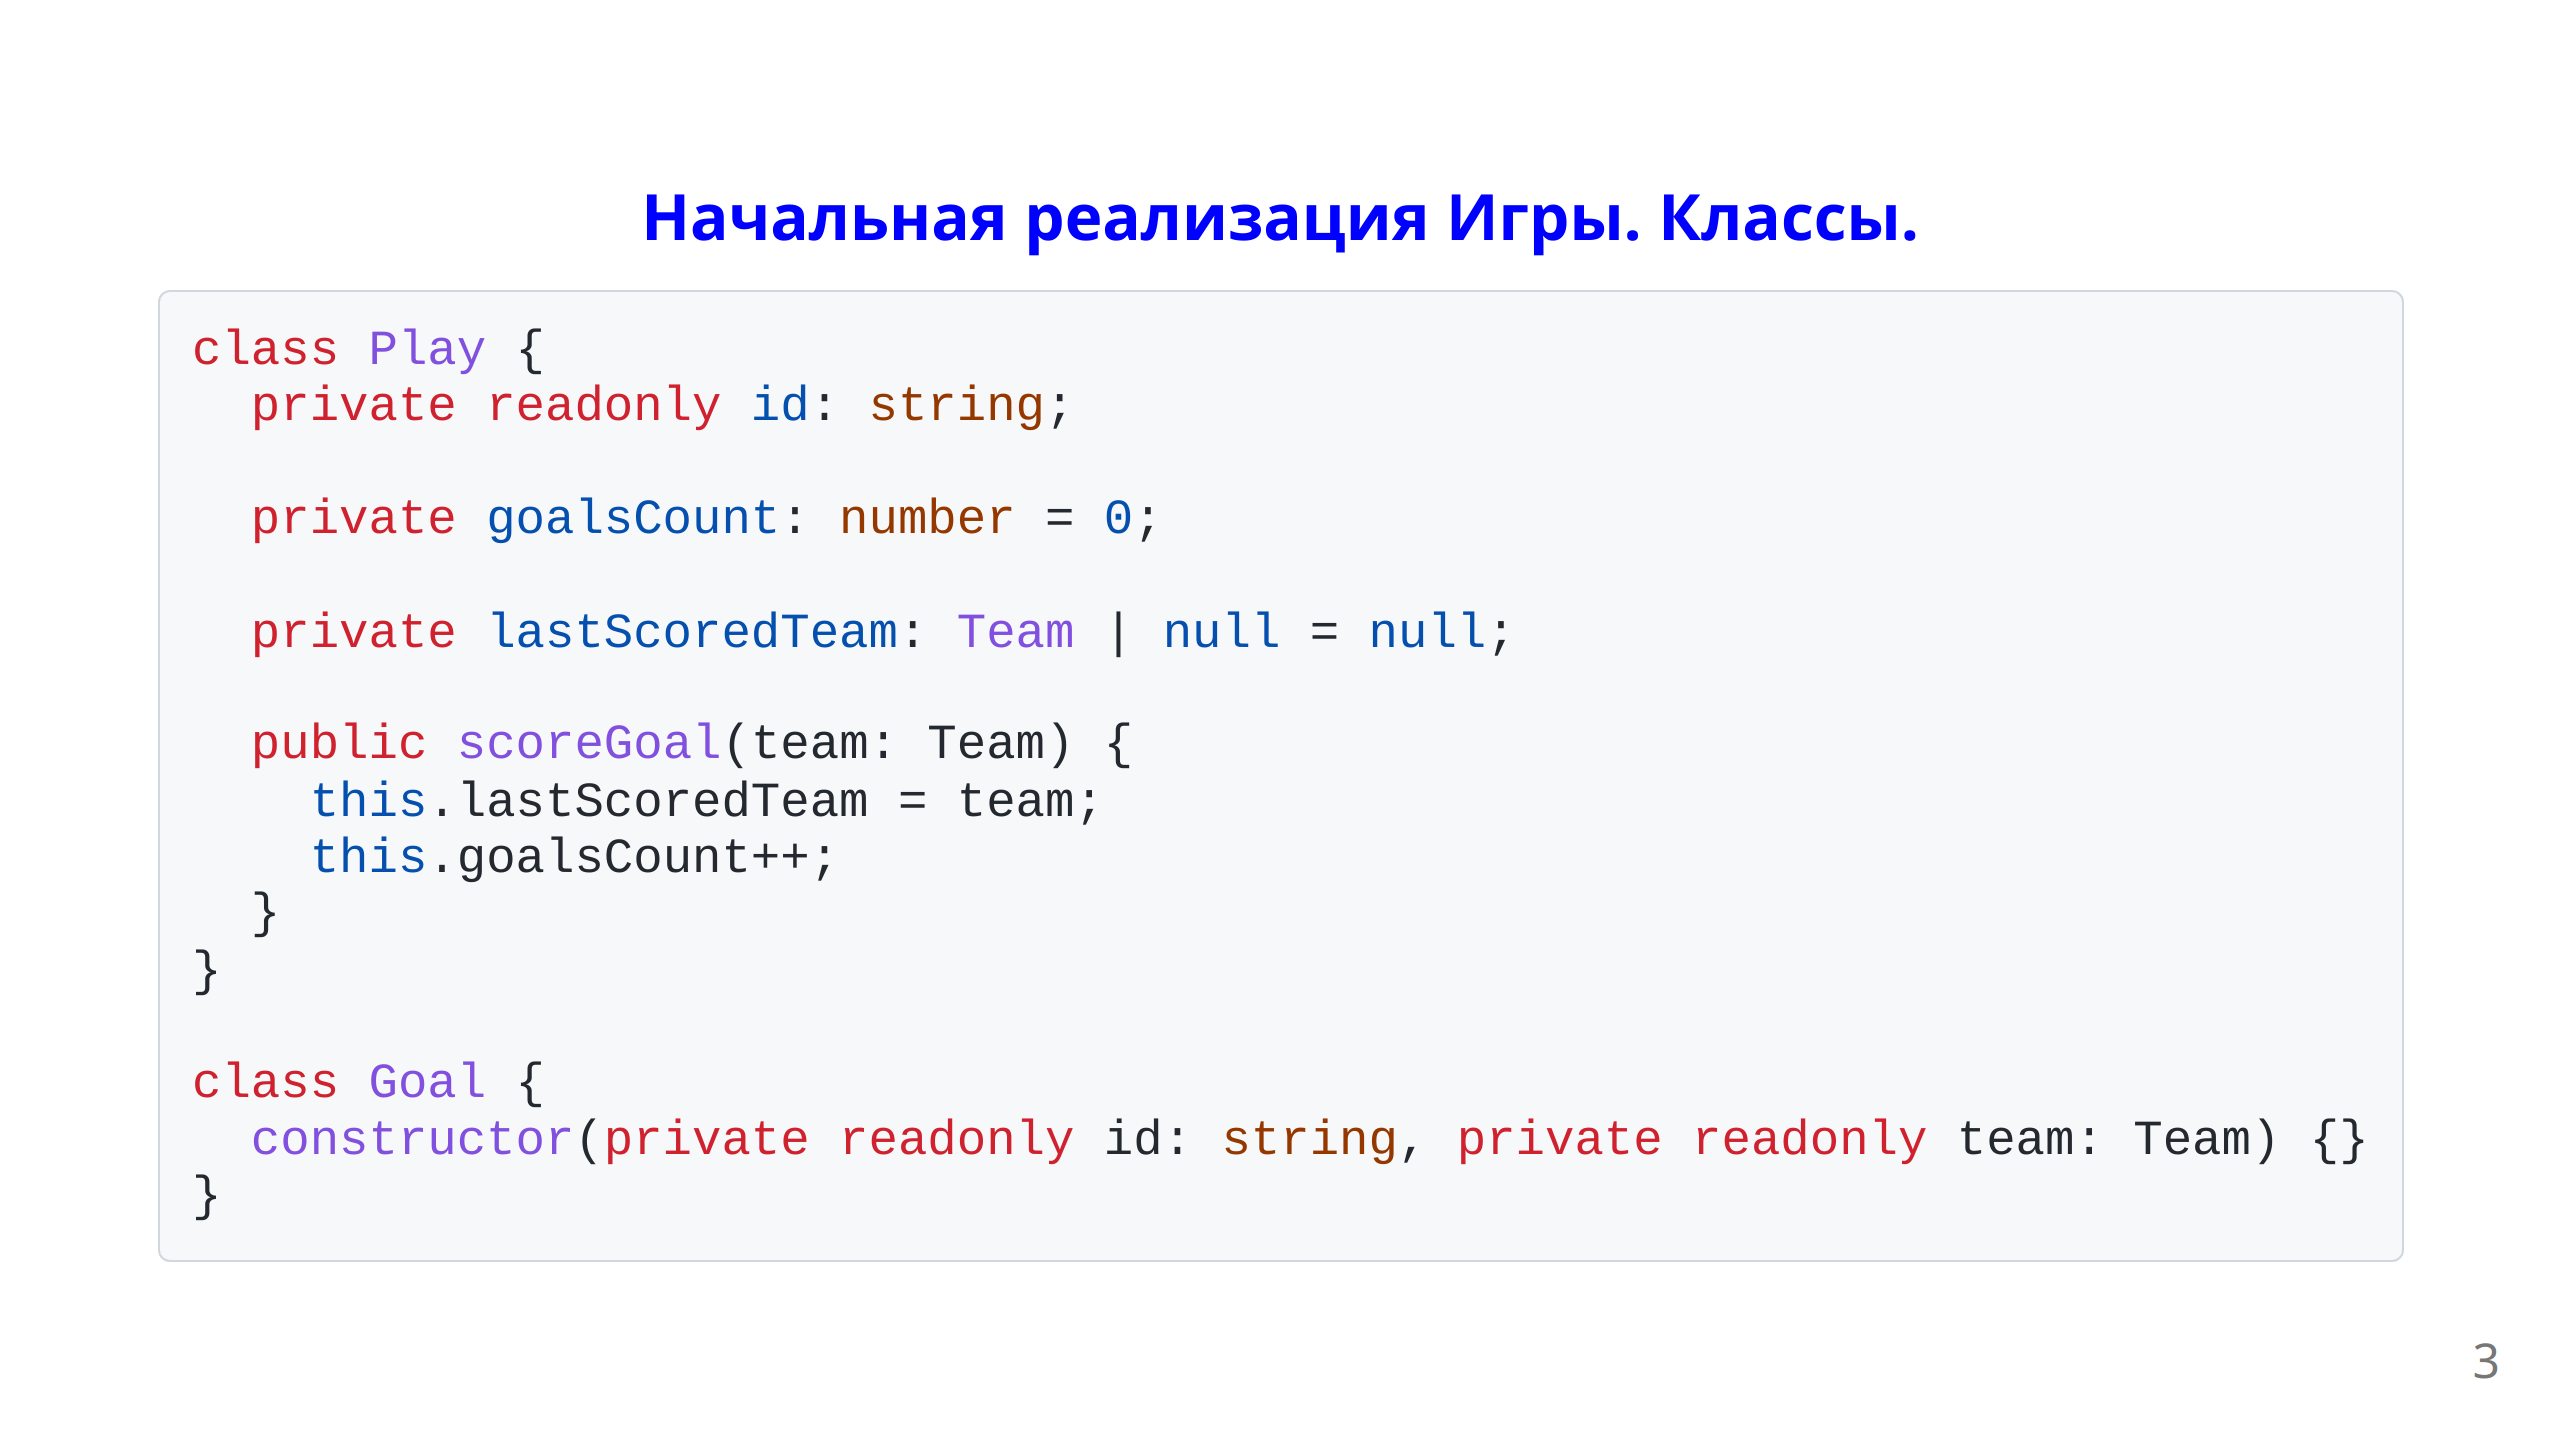 Начальная реализация Игры. Классы.
class Play {
  private readonly id: string;

  private goalsCount: number = 0;

  private lastScoredTeam: Team | null = null;

  public scoreGoal(team: Team) {
    this.lastScoredTeam = team;
    this.goalsCount++;
  }
}

class Goal {
  constructor(private readonly id: string, private readonly team: Team) {}
}
3